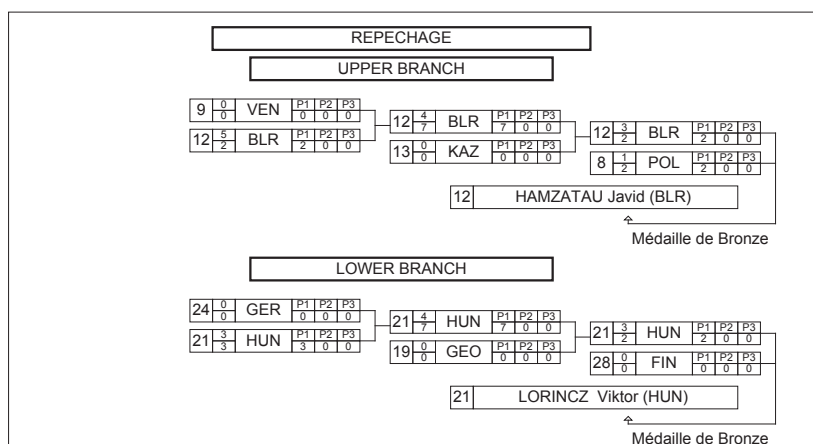 REPECHAGE
UPPER BRANCH
9 0 0 VEN P1 P2 P3 0 0 0
12 5 2 BLR P1 P2 P3 2 0 0
12 4 7 BLR P1 P2 P3 7 0 0
13 0 0 KAZ P1 P2 P3 0 0 0
12 3 2 BLR P1 P2 P3 2 0 0
8 1 2 POL P1 P2 P3 2 0 0
12 HAMZATAU Javid (BLR)
Médaille de Bronze
LOWER BRANCH
24 0 0 GER P1 P2 P3 0 0 0
21 3 3 HUN P1 P2 P3 3 0 0
21 4 7 HUN P1 P2 P3 7 0 0
19 0 0 GEO P1 P2 P3 0 0 0
21 3 2 HUN P1 P2 P3 2 0 0
28 0 0 FIN P1 P2 P3 0 0 0
21 LORINCZ Viktor (HUN)
Médaille de Bronze